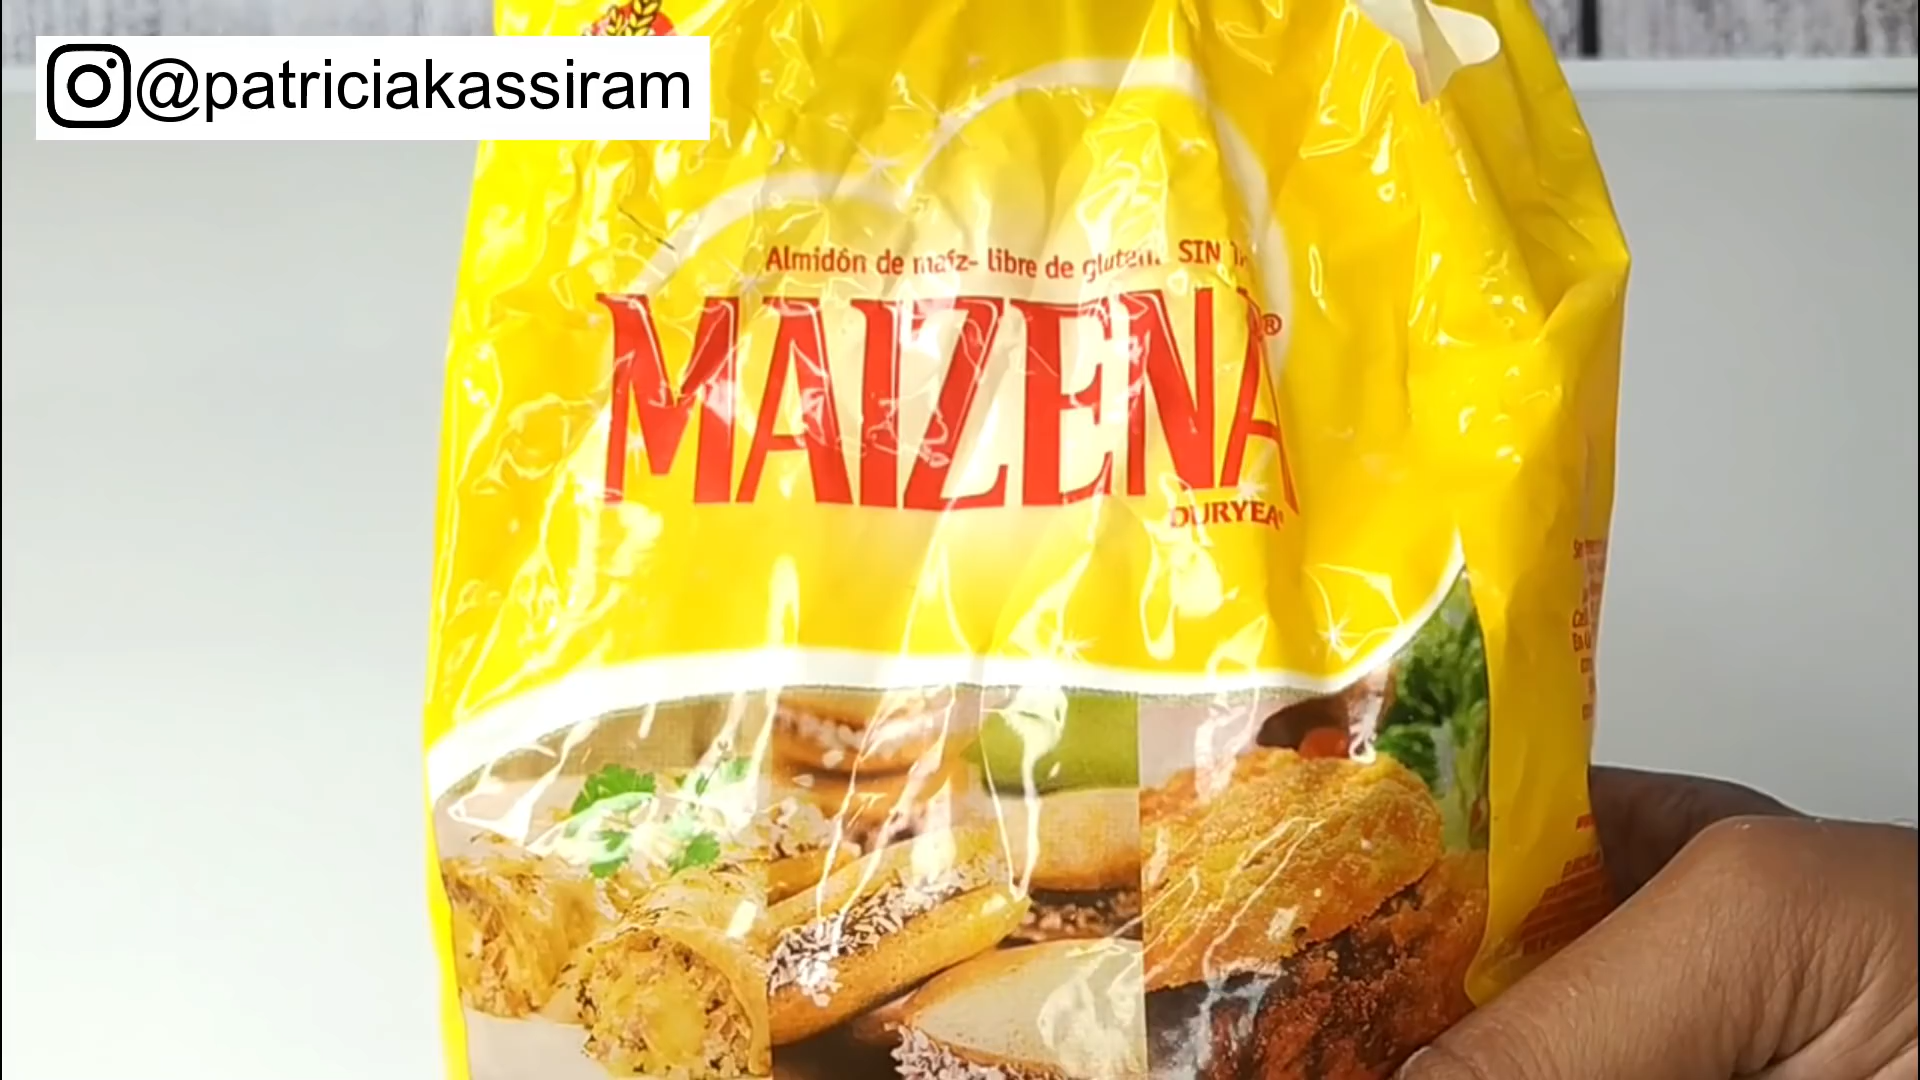 @patriciakassiram
Almidón de maíz- libre de gluten. SIN
MAIZENA®
DURYEA